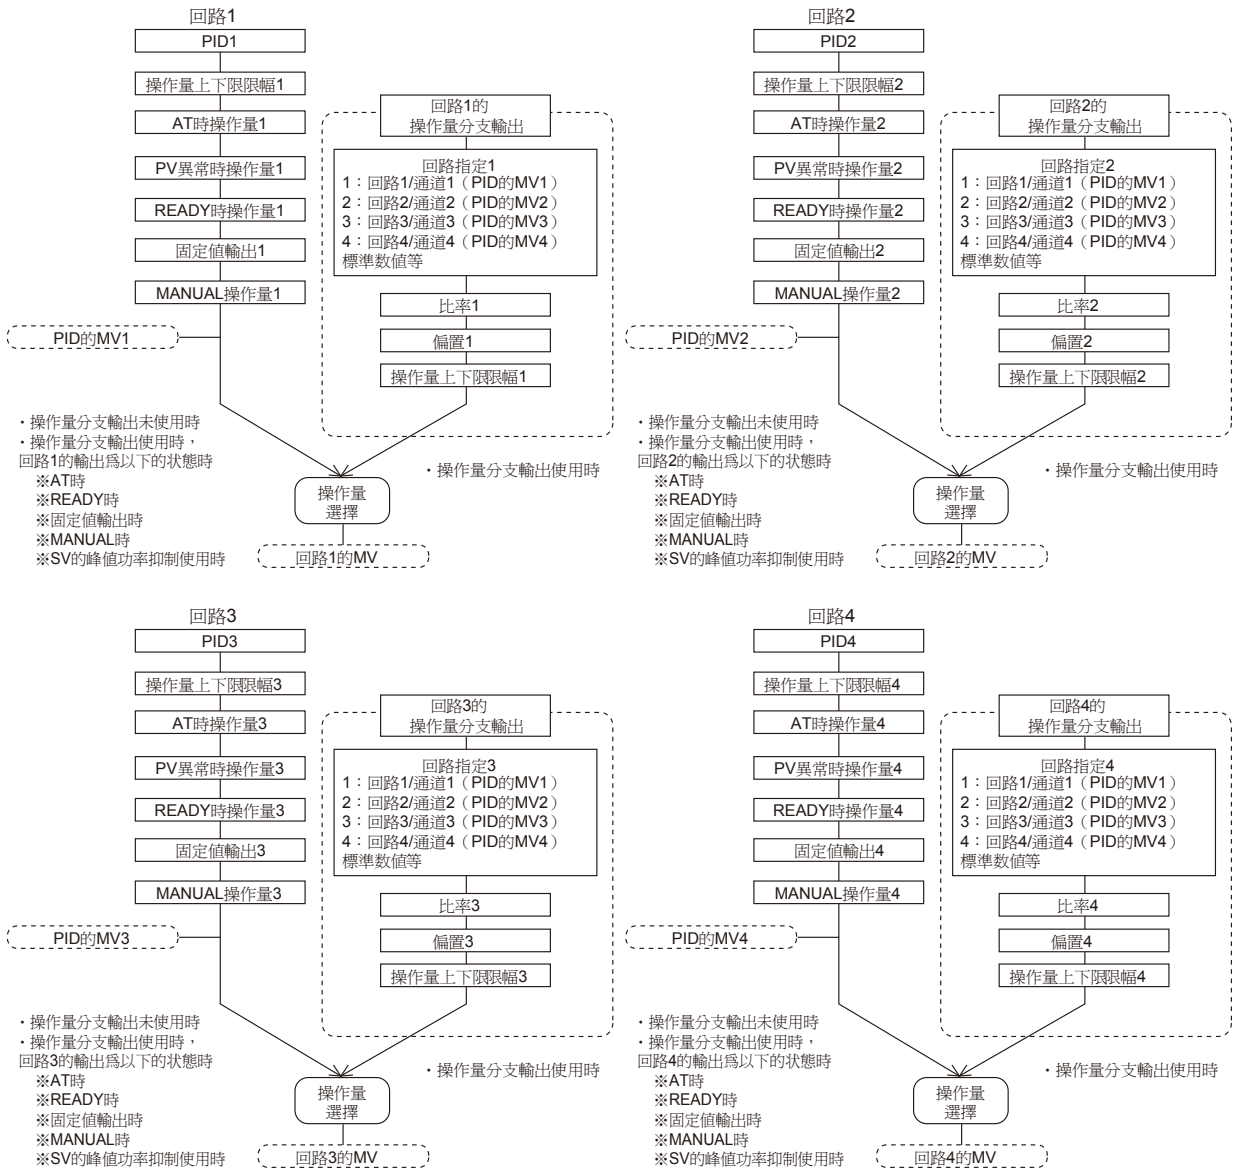 回路1
PID1
操作量上下限限幅1
AT時操作量1
PV異常時操作量1
READY時操作量1
固定值輸出1
MANUAL操作量1
PID的MV1
回路1的
操作量分支輸出
回路指定1
1：回路1/通道1（PID的MV1）
2：回路2/通道2（PID的MV2）
3：回路3/通道3（PID的MV3）
4：回路4/通道4（PID的MV4）
標準数値等
比率1
偏置1
操作量上下限限幅1
・操作量分支輸出未使用時
・操作量分支輸出使用時，
回路1的輸出爲以下的状態時
※AT時
※READY時
※固定值輸出時
※MANUAL時
※SV的峰値功率抑制使用時
・操作量分支輸出使用時
操作量
選擇
回路1的MV
回路2
PID2
操作量上下限限幅2
AT時操作量2
PV異常時操作量2
READY時操作量2
固定值輸出2
MANUAL操作量2
PID的MV2
回路2的
操作量分支輸出
回路指定2
1：回路1/通道1（PID的MV1）
2：回路2/通道2（PID的MV2）
3：回路3/通道3（PID的MV3）
4：回路4/通道4（PID的MV4）
標準数値等
比率2
偏置2
操作量上下限限幅2
・操作量分支輸出未使用時
・操作量分支輸出使用時，
回路2的輸出爲以下的状態時
※AT時
※READY時
※固定值輸出時
※MANUAL時
※SV的峰値功率抑制使用時
・操作量分支輸出使用時
操作量
選擇
回路2的MV
回路3
PID3
操作量上下限限幅3
AT時操作量3
PV異常時操作量3
READY時操作量3
固定值輸出3
MANUAL操作量3
PID的MV3
回路3的
操作量分支輸出
回路指定3
1：回路1/通道1（PID的MV1）
2：回路2/通道2（PID的MV2）
3：回路3/通道3（PID的MV3）
4：回路4/通道4（PID的MV4）
標準数値等
比率3
偏置3
操作量上下限限幅3
・操作量分支輸出未使用時
・操作量分支輸出使用時，
回路3的輸出爲以下的状態時
※AT時
※READY時
※固定值輸出時
※MANUAL時
※SV的峰値功率抑制使用時
・操作量分支輸出使用時
操作量
選擇
回路3的MV
回路4
PID4
操作量上下限限幅4
AT時操作量4
PV異常時操作量4
READY時操作量4
固定值輸出4
MANUAL操作量4
PID的MV4
回路4的
操作量分支輸出
回路指定4
1：回路1/通道1（PID的MV1）
2：回路2/通道2（PID的MV2）
3：回路3/通道3（PID的MV3）
4：回路4/通道4（PID的MV4）
標準数値等
比率4
偏置4
操作量上下限限幅4
・操作量分支輸出未使用時
・操作量分支輸出使用時，
回路4的輸出爲以下的状態時
※AT時
※READY時
※固定值輸出時
※MANUAL時
※SV的峰値功率抑制使用時
・操作量分支輸出使用時
操作量
選擇
回路4的MV